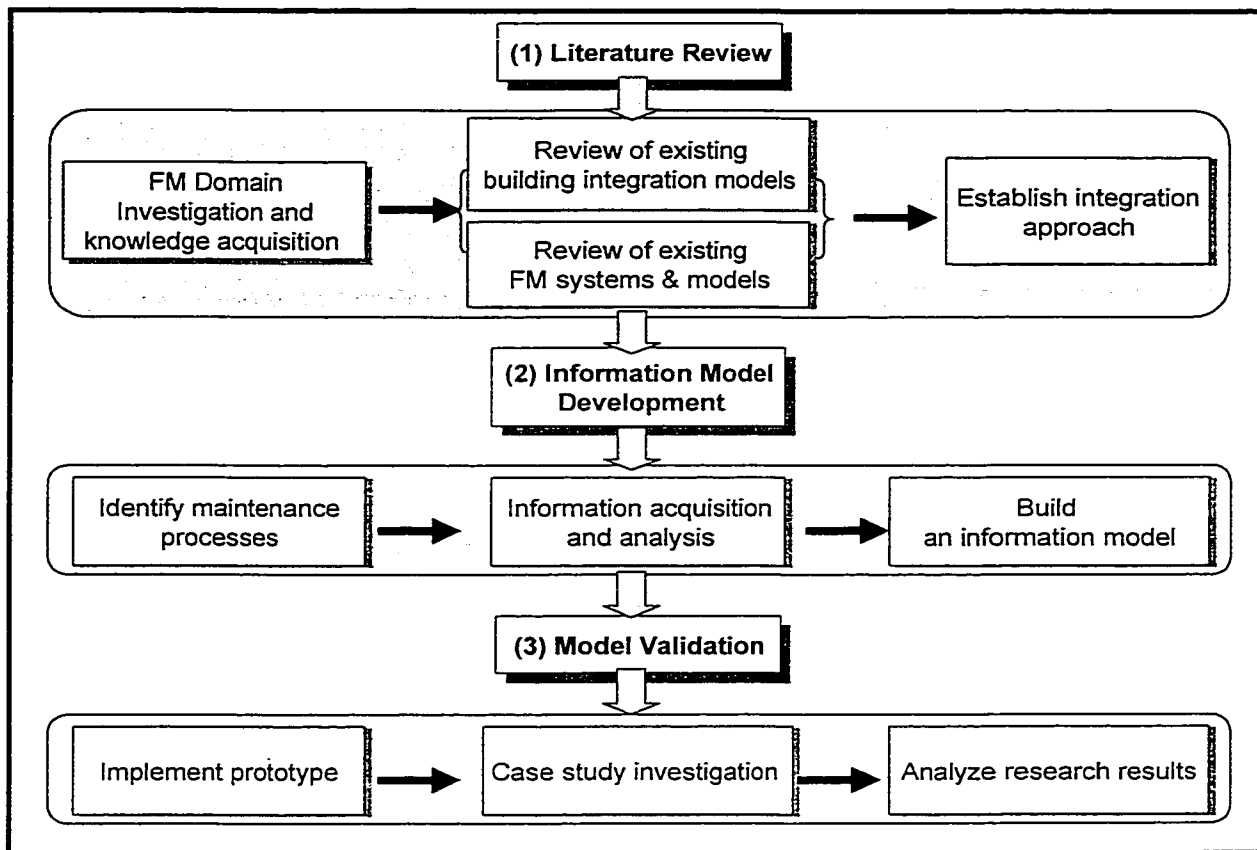 (1) Literature Review
FM Domain
Investigation and
knowledge acquisition
Review of existing
building integration models
Review of existing
FM systems & models
Establish integration
approach
(2) Information Model
Development
Identify maintenance
processes
Information acquisition
and analysis
Build
an information model
(3) Model Validation
Implement prototype
Case study investigation
Analyze research results